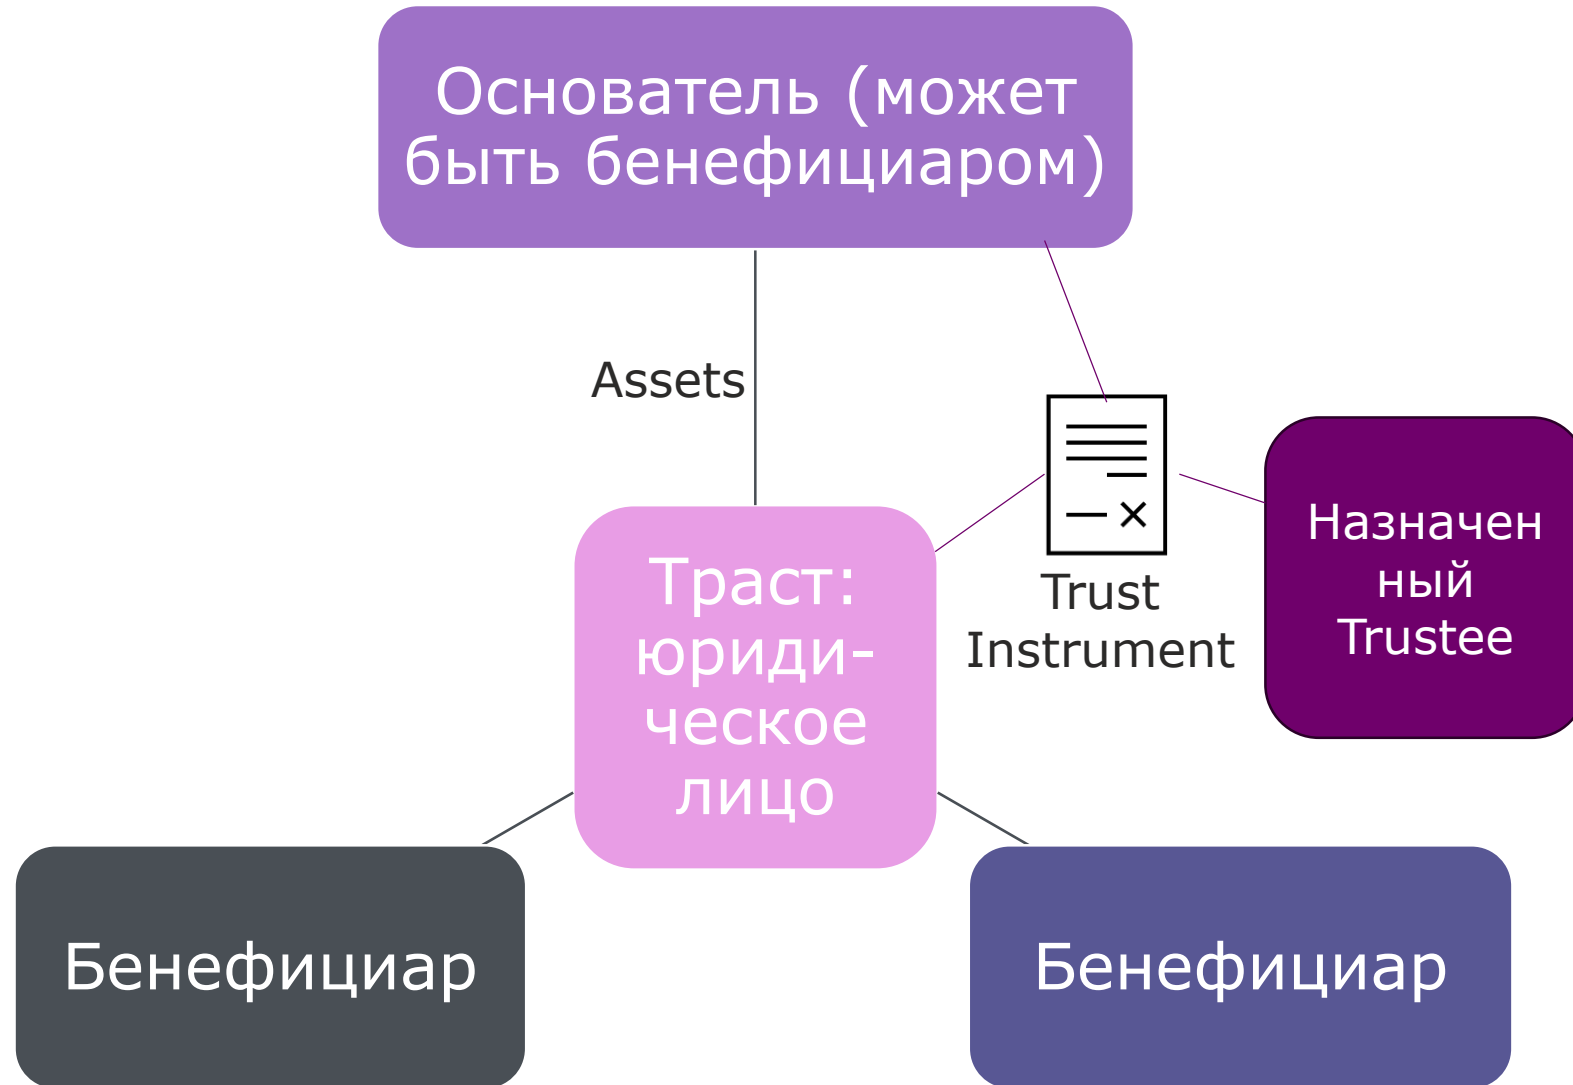 Основатель (может
быть бенефициаром)
Assets
Траст:
юриди-
ческое
лицо
Trust
Instrument
Назначен
ный
Trustee
Бенефициар
Бенефициар